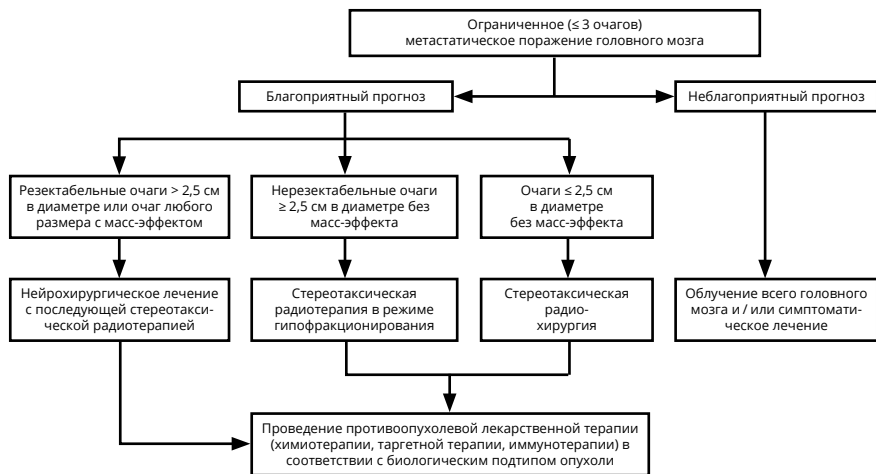 Ограниченное (≤ 3 очагов)
метастатическое поражение головного мозга
Благоприятный прогноз
Неблагоприятный прогноз
Резектабельные очаги > 2,5 см
в диаметре или очаг любого
размера с масс-эффектом
Нерезектабельные очаги
≥ 2,5 см в диаметре без
масс-эффекта
Очаги ≤ 2,5 см
в диаметре
без масс-эффекта
Нейрохирургическое лечение
с последующей стереотакси-
ческой радиотерапией
Стереотаксическая
радиотерапия в режиме
гипофракционирования
Стереотаксическая
радио-
хирургия
Облучение всего головного
мозга и / или симптомати-
ческое лечение
Проведение противоопухолевой лекарственной терапии
(химиотерапии, таргетной терапии, иммунотерапии) в
соответствии с биологическим подтипом опухоли